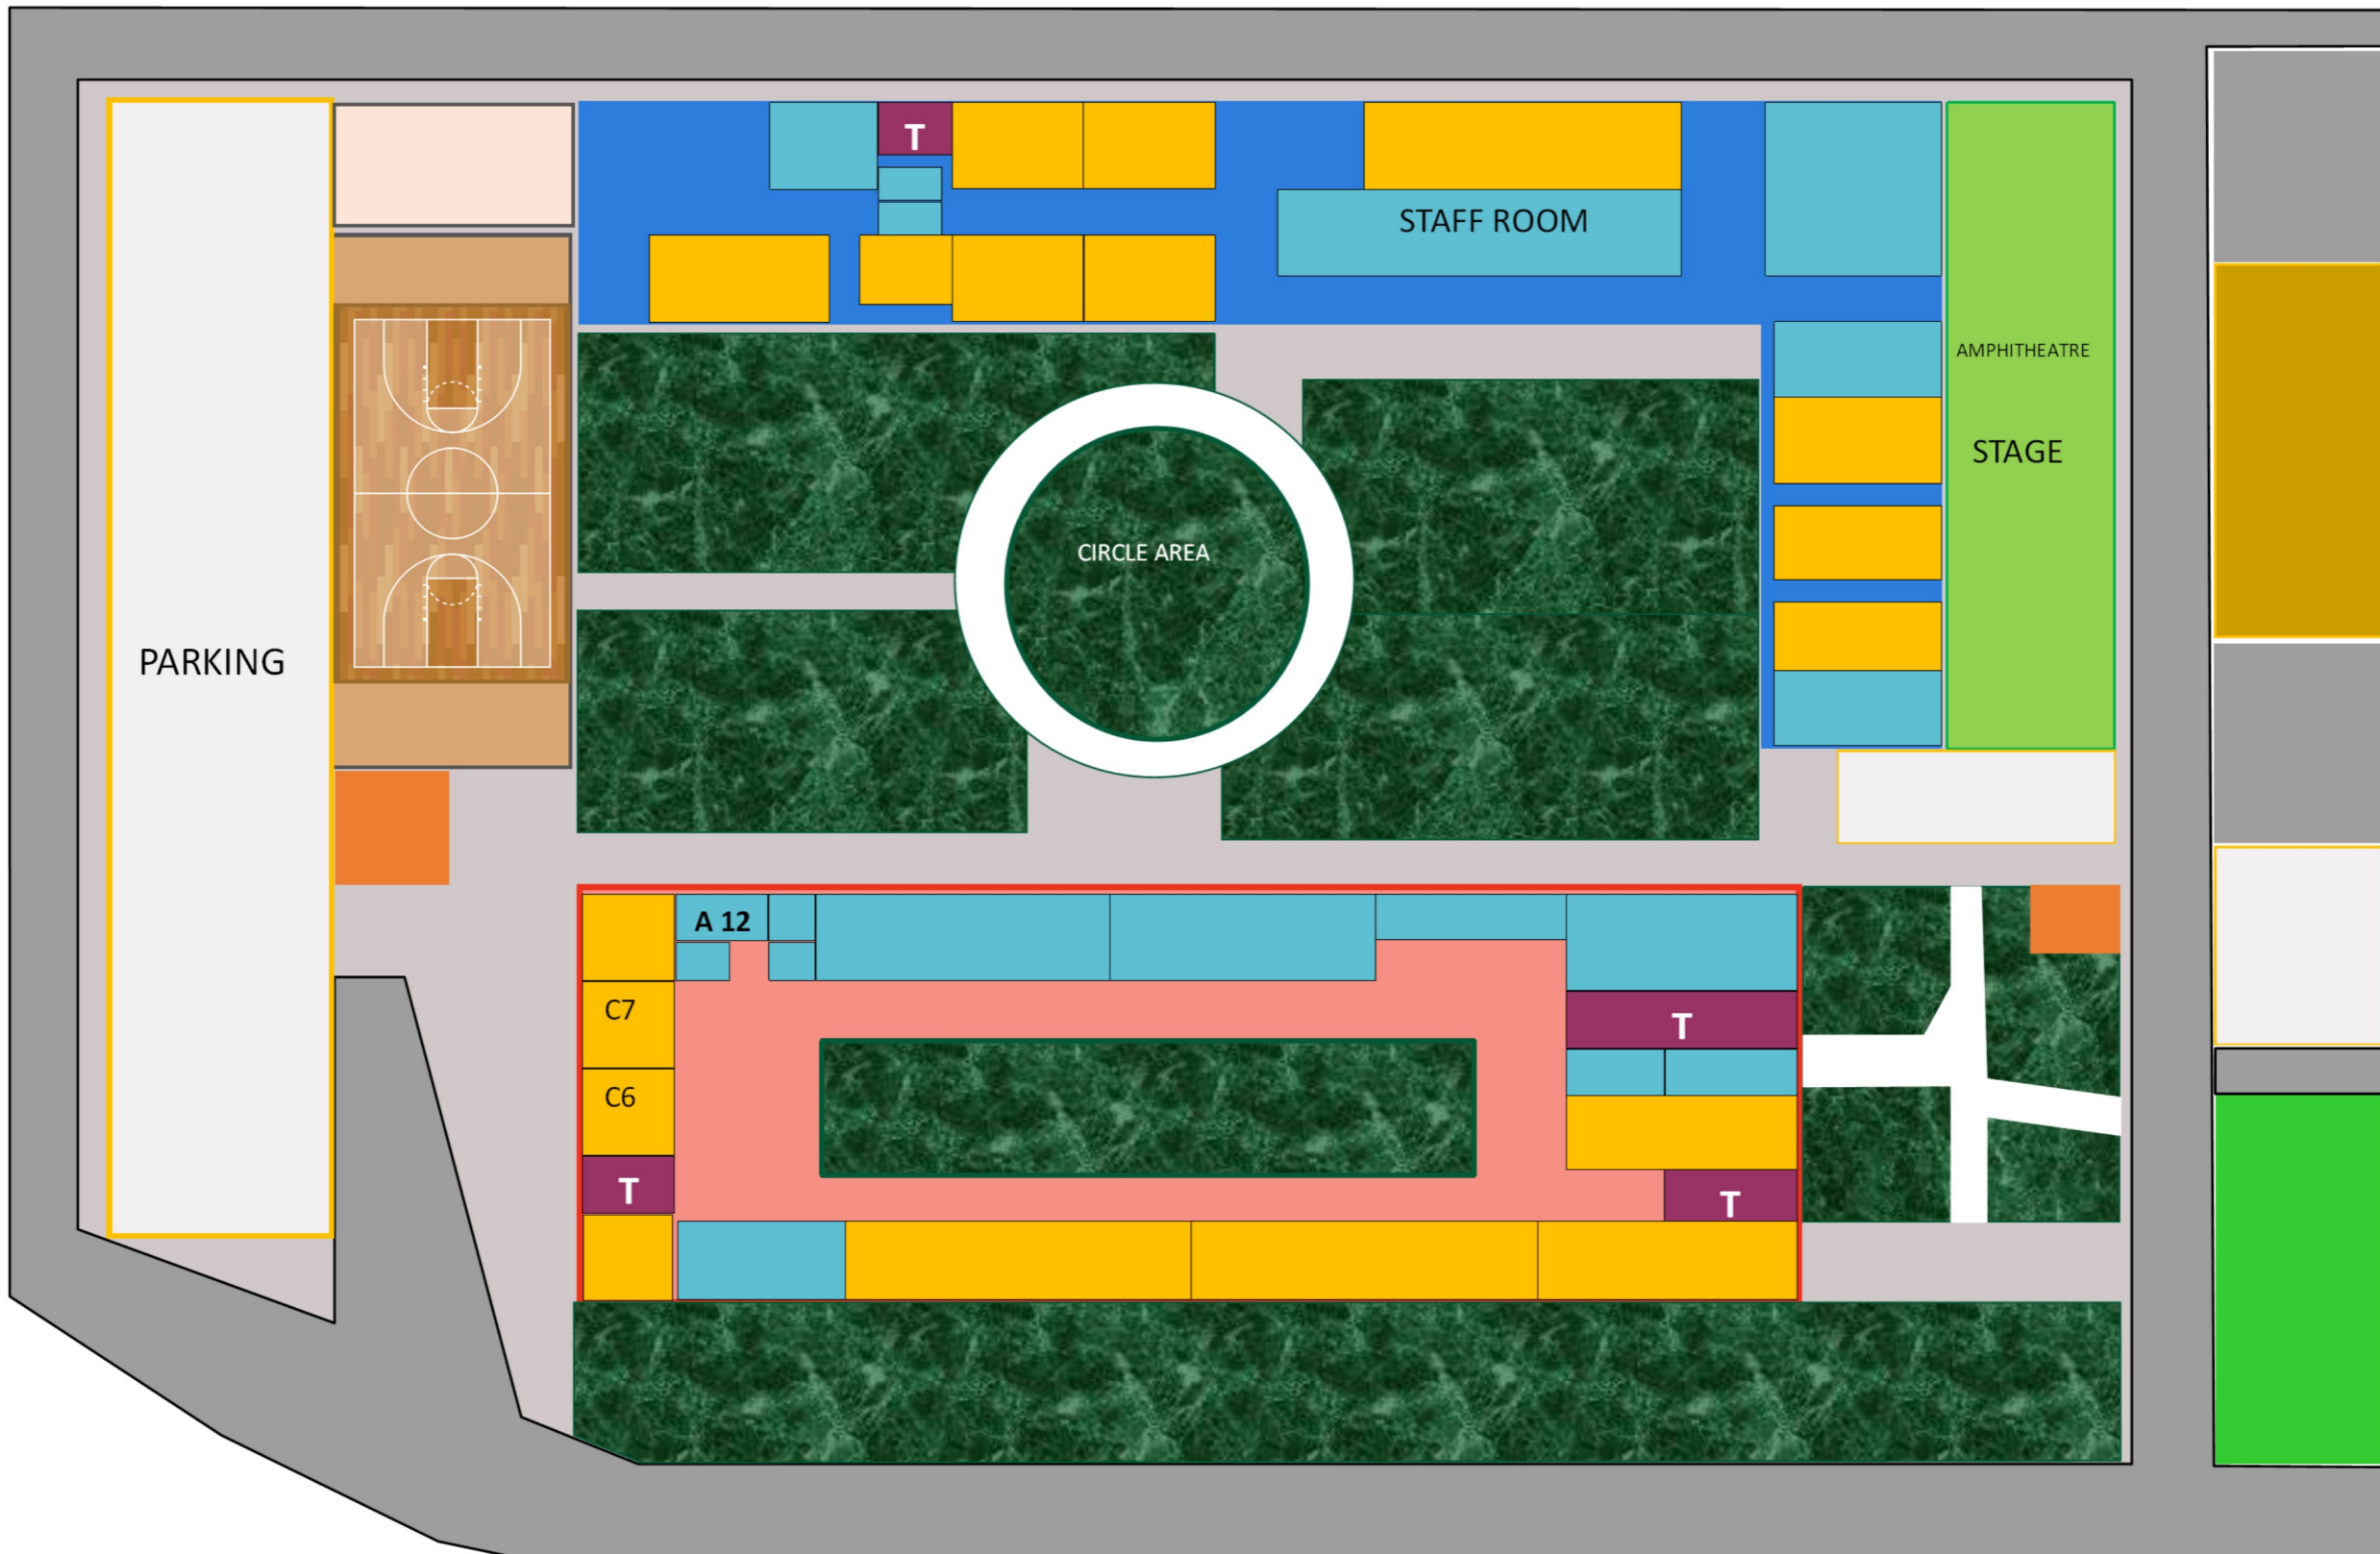 T
STAFF ROOM
AMPHITHEATRE
STAGE
CIRCLE AREA
PARKING
A 12
C7
T
C6
T
T